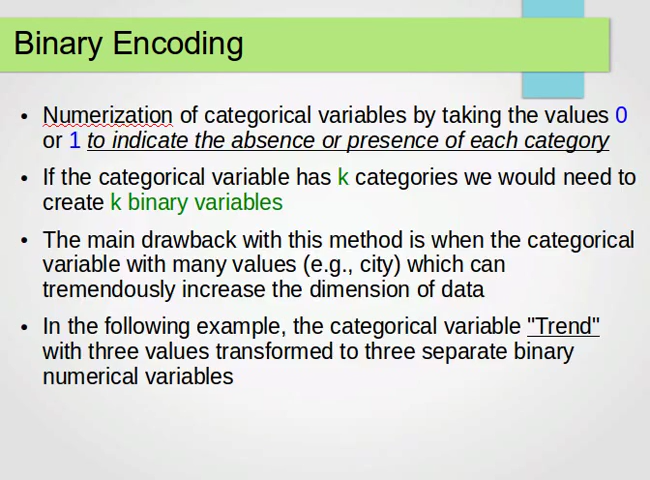 Binary Encoding
• Numerization of categorical variables by taking the values 0
or 1 to indicate the absence or presence of each category
• If the categorical variable has k categories we would need to
create k binary variables
• The main drawback with this method is when the categorical
variable with many values (e.g., city) which can
tremendously increase the dimension of data
• In the following example, the categorical variable "Trend"
with three values transformed to three separate binary
numerical variables